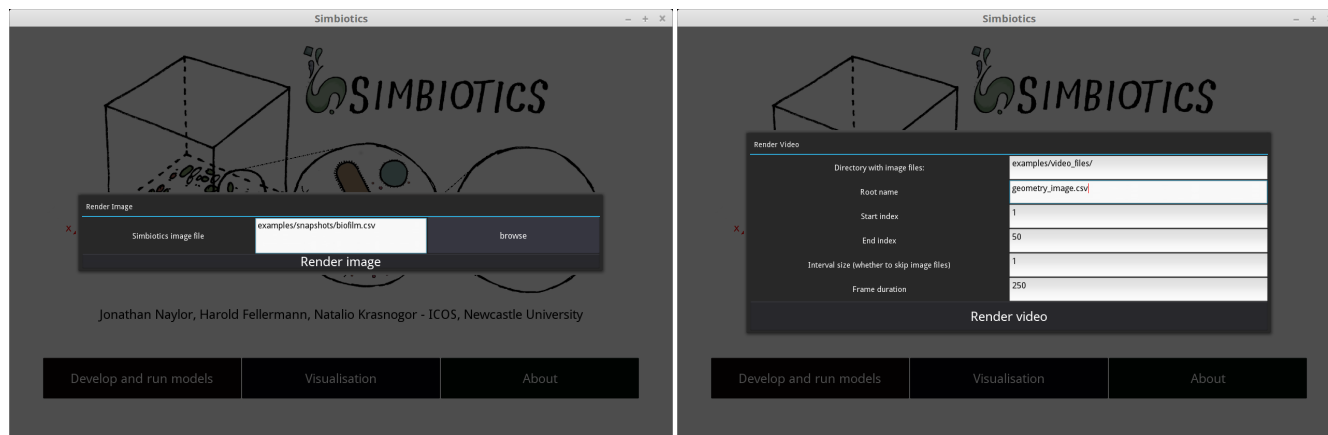 Simbiotics
SIMBIOTICS
Render Image
x
Simbiotics image file
examples/snapshots/biofilm.csv
browse
Render image
Jonathan Naylor, Harold Fellermann, Natalio Krasnogor - ICOS, Newcastle University
Develop and run models
Visualisation
About
Simbiotics
SIMBIOTICS
Render Video
Directory with image files:
examples/video_files/
Root name
geometry_image.csv
x
Start index
1
End index
50
Interval size (whether to skip image files)
1
Frame duration
250
Render video
Develop and run models
Visualisation
About